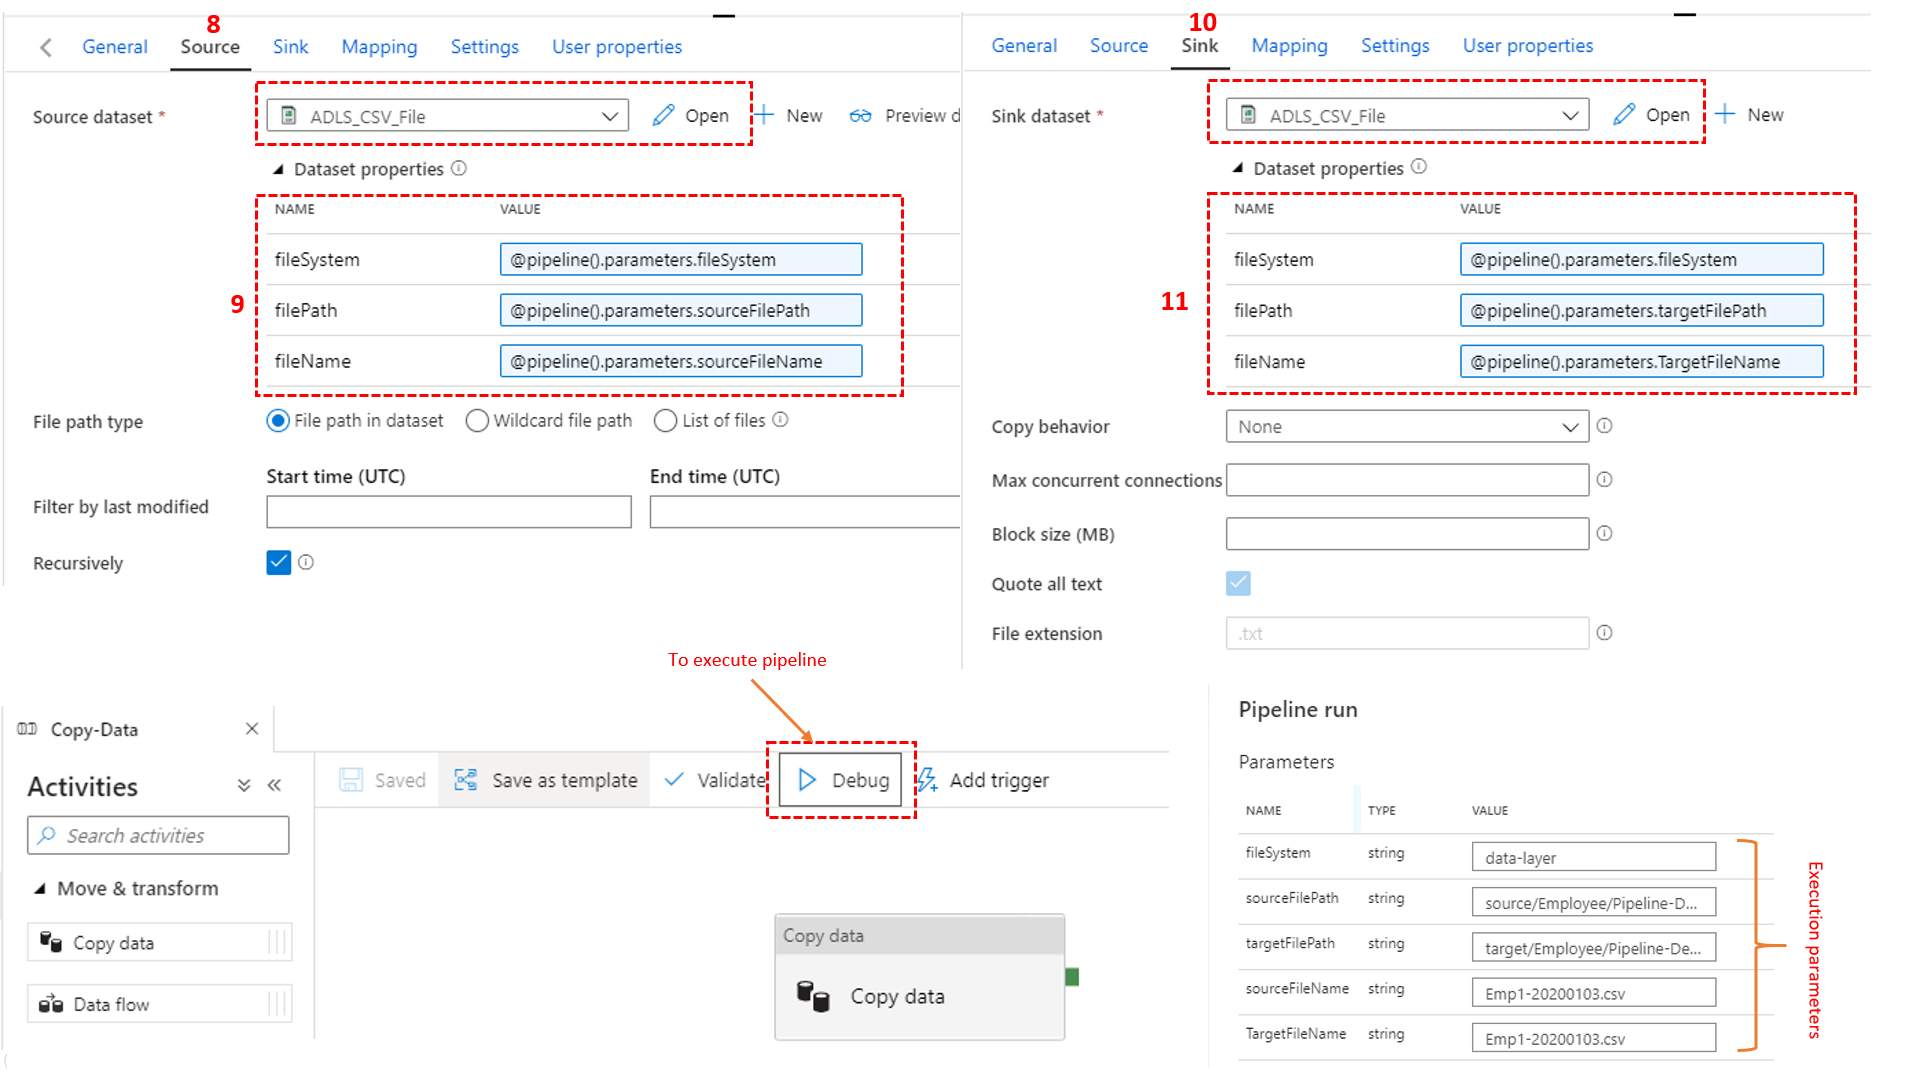 8
General Source Sink Mapping Settings User properties
Source dataset *
ADLS_CSV_File
Open
New
Preview d
Dataset properties
NAME VALUE
9
fileSystem @pipeline().parameters.fileSystem
filePath @pipeline().parameters.sourceFilePath
fileName @pipeline().parameters.sourceFileName
File path type
File path in dataset Wildcard file path List of files
Start time (UTC) End time (UTC)
Filter by last modified
Recursively
10
General Source Sink Mapping Settings User properties
Sink dataset *
ADLS_CSV_File
Open
New
Dataset properties
NAME VALUE
11
fileSystem @pipeline().parameters.fileSystem
filePath @pipeline().parameters.targetFilePath
fileName @pipeline().parameters.TargetFileName
Copy behavior None
Max concurrent connections
Block size (MB)
Quote all text
File extension .txt
To execute pipeline
Copy-Data
Activities
Search activities
Move & transform
Copy data
Data flow
Saved Save as template Validate Debug Add trigger
Copy data
Copy data
Pipeline run
Parameters
NAME TYPE VALUE
fileSystem string data-layer
sourceFilePath string source/Employee/Pipeline-D...
targetFilePath string target/Employee/Pipeline-De...
sourceFileName string Emp1-20200103.csv
TargetFileName string Emp1-20200103.csv
Execution parameters